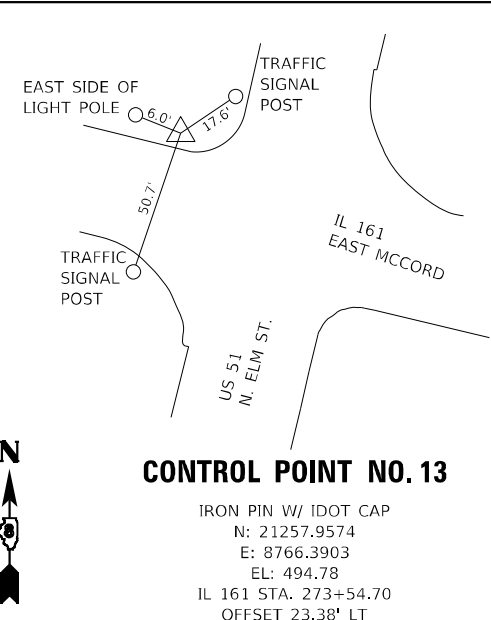 EAST SIDE OF
LIGHT POLE
TRAFFIC
SIGNAL
POST
6.0'
17.6'
50.7'
TRAFFIC
SIGNAL
POST
IL 161
EAST MCCORD
US 51
N. ELM ST.
N
8
CONTROL POINT NO. 13
IRON PIN W/ IDOT CAP
N: 21257.9574
E: 8766.3903
EL: 494.78
IL 161 STA. 273+54.70
OFFSET 23.38' LT